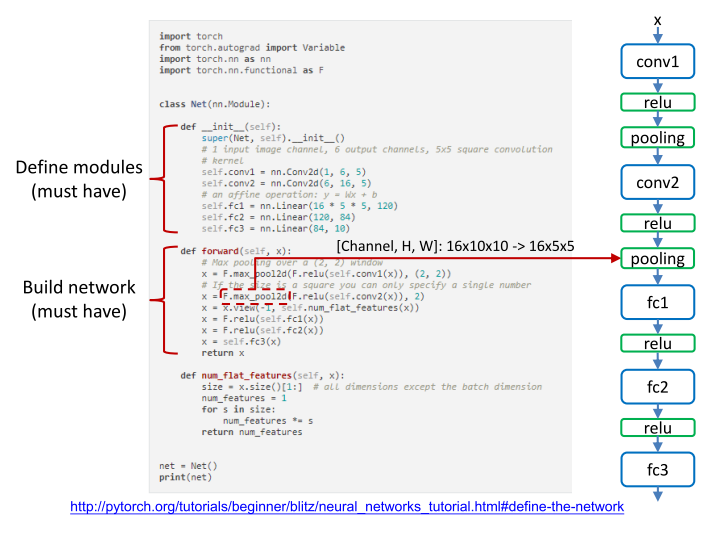 import torch
from torch.autograd import Variable
import torch.nn as nn
import torch.nn.functional as F
class Net(nn.Module):
def __init__(self):
super(Net, self).__init__()
# 1 input image channel, 6 output channels, 5x5 square convolution
# kernel
self.conv1 = nn.Conv2d(1, 6, 5)
self.conv2 = nn.Conv2d(6, 16, 5)
# an affine operation: y = Wx + b
self.fc1 = nn.Linear(16 * 5 * 5, 120)
self.fc2 = nn.Linear(120, 84)
self.fc3 = nn.Linear(84, 10)
def forward(self, x):
# Max pooling over a (2, 2) window
x = F.max_pool2d(F.relu(self.conv1(x)), (2, 2))
# If the size is a square you can only specify a single number
x = F.max_pool2d(F.relu(self.conv2(x)), 2)
x = x.view(-1, self.num_flat_features(x))
x = F.relu(self.fc1(x))
x = F.relu(self.fc2(x))
x = self.fc3(x)
return x
def num_flat_features(self, x):
size = x.size()[1:]  # all dimensions except the batch dimension
num_features = 1
for s in size:
num_features *= s
return num_features
net = Net()
print(net)
Define modules
(must have)
Build network
(must have)
[Channel, H, W]: 16x10x10 -> 16x5x5
x
conv1
relu
pooling
conv2
relu
pooling
fc1
relu
fc2
relu
fc3
http://pytorch.org/tutorials/beginner/blitz/neural_networks_tutorial.html#define-the-network